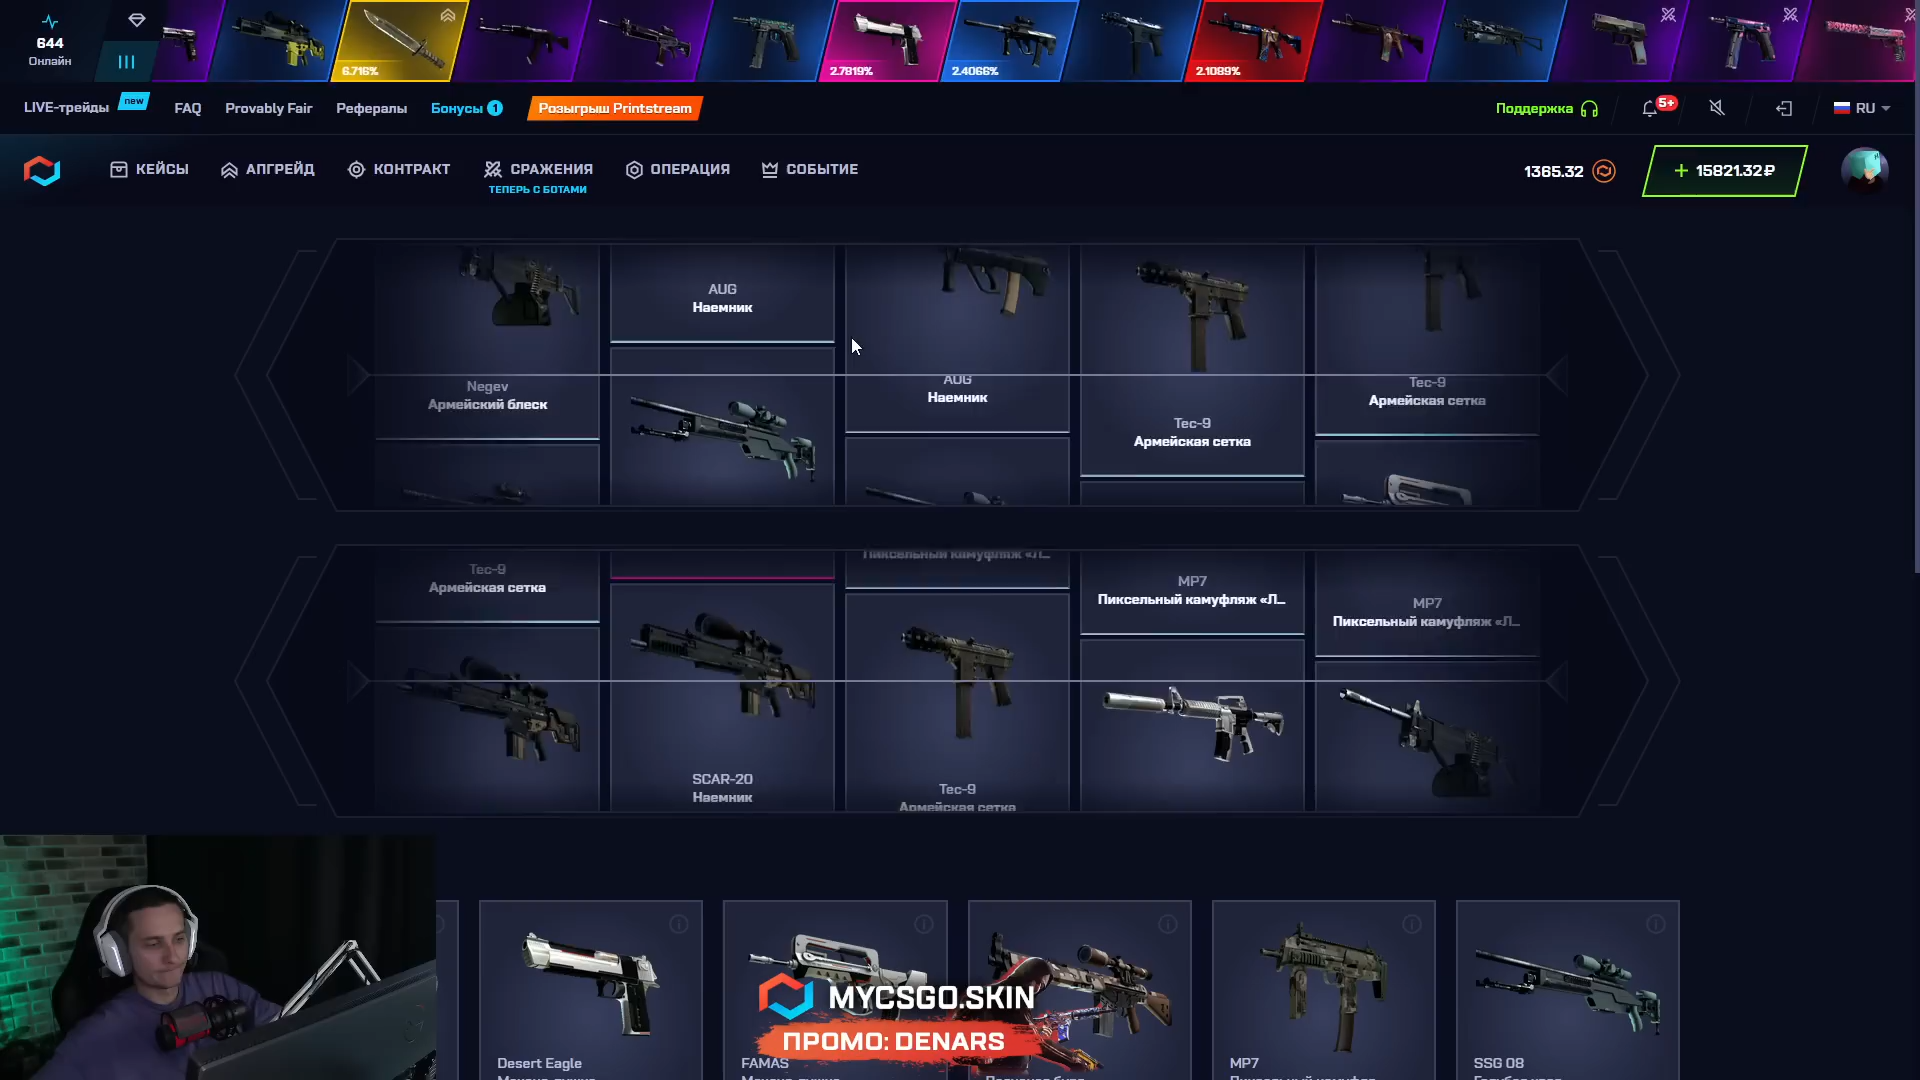 644
Онлайн
6.716%
2.7819%
2.4066%
2.1089%
LIVE-трейды
new
FAQ
Provably Fair
Рефералы
Бонусы 1
Розыгрыш Printstream
Поддержка
5+
RU
КЕЙСЫ
АПГРЕЙД
КОНТРАКТ
СРАЖЕНИЯ
ТЕПЕРЬ С БОТАМИ
ОПЕРАЦИЯ
СОБЫТИЕ
1365.32
+ 15821.32₽
AUG
Наемник
Negev
Армейский блеск
AUG
Наемник
Tec-9
Армейская сетка
Tec-9
Армейская сетка
Tec-9
Армейская сетка
Пиксельный камуфляж «Л...
MP7
Пиксельный камуфляж «Л...
MP7
Пиксельный камуфляж «Л...
SCAR-20
Наемник
Tec-9
Армейская сетка
MYCSGO.SKIN
ПРОМО: DENARS
Desert Eagle
FAMAS
MP7
SSG 08